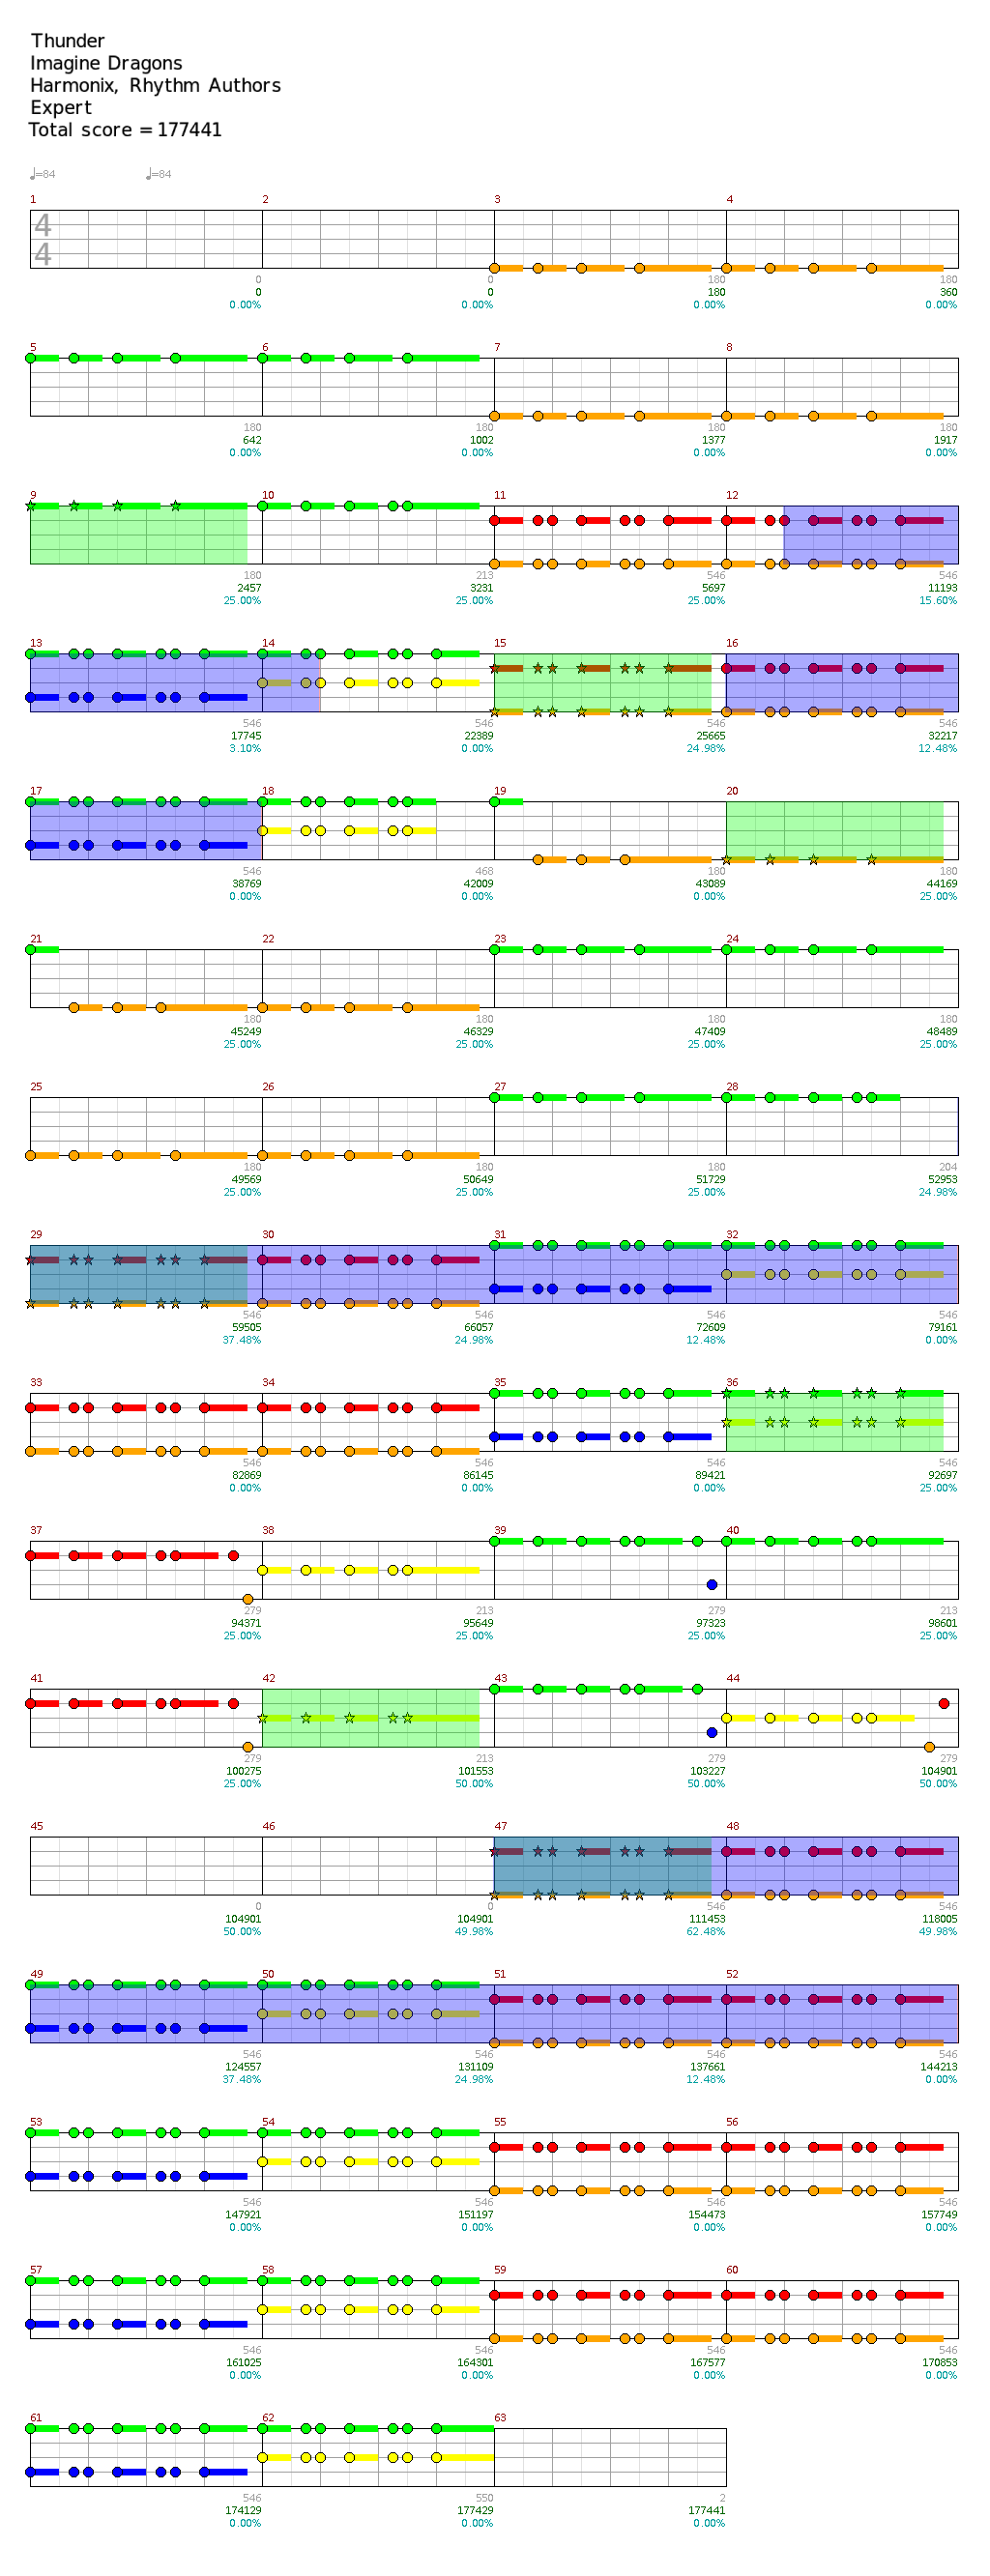 Thunder
Imagine Dragons
Harmonix, Rhythm Authors
Expert
Total score = 177441
♩=84 ♩=84
1 2 3 4
4
4
0 0 180 180
0 0 180 360
0.00% 0.00% 0.00% 0.00%
5 6 7 8
180 180 180 180
642 1002 1377 1917
0.00% 0.00% 0.00% 0.00%
9 10 11 12
180 213 546 546
2457 3231 5697 11193
25.00% 25.00% 25.00% 15.60%
13 14 15 16
546 546 546 546
17745 22389 25665 32217
3.10% 0.00% 24.98% 12.48%
17 18 19 20
546 468 180 180
38769 42009 43089 44169
0.00% 0.00% 0.00% 25.00%
21 22 23 24
180 180 180 180
45249 46329 47409 48489
25.00% 25.00% 25.00% 25.00%
25 26 27 28
180 180 180 204
49569 50649 51729 52953
25.00% 25.00% 25.00% 24.98%
29 30 31 32
546 546 546 546
59505 66057 72609 79161
37.48% 24.98% 12.48% 0.00%
33 34 35 36
546 546 546 546
82869 86145 89421 92697
0.00% 0.00% 0.00% 25.00%
37 38 39 40
279 213 279 213
94371 95649 97323 98601
25.00% 25.00% 25.00% 25.00%
41 42 43 44
279 213 279 279
100275 101553 103227 104901
25.00% 50.00% 50.00% 50.00%
45 46 47 48
0 0 546 546
104901 104901 111453 118005
50.00% 49.98% 62.48% 49.98%
49 50 51 52
546 546 546 546
124557 131109 137661 144213
37.48% 24.98% 12.48% 0.00%
53 54 55 56
546 546 546 546
147921 151197 154473 157749
0.00% 0.00% 0.00% 0.00%
57 58 59 60
546 546 546 546
161025 164301 167577 170853
0.00% 0.00% 0.00% 0.00%
61 62 63
546 550 2
174129 177429 177441
0.00% 0.00% 0.00%